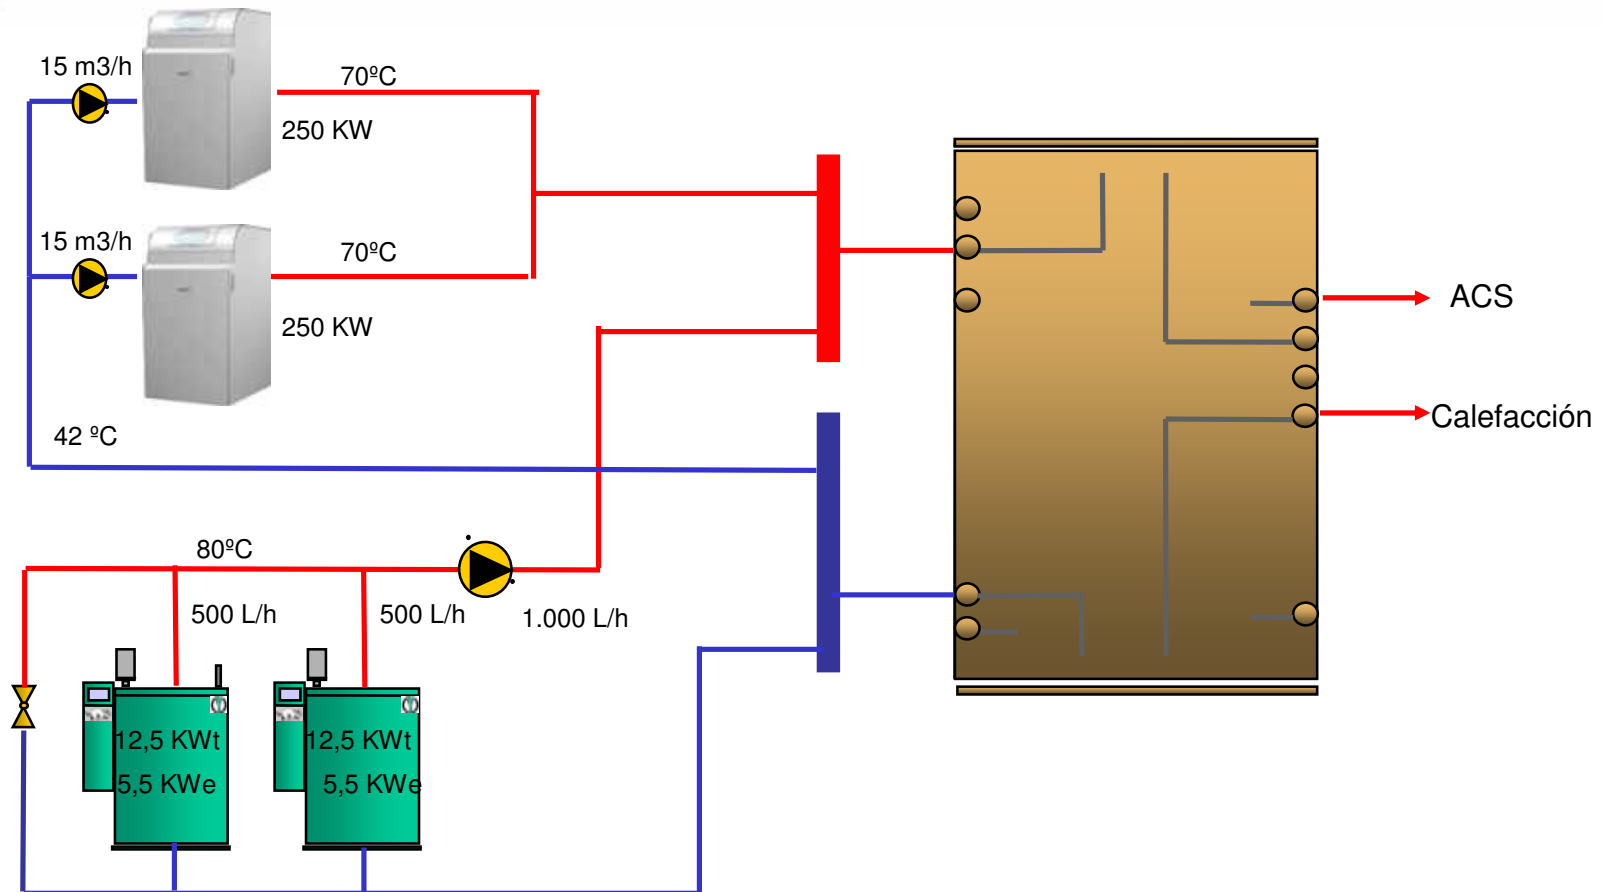 15 m3/h
70ºC
250 KW
15 m3/h
70ºC
250 KW
ACS
Calefacción
42 ºC
80ºC
500 L/h
500 L/h
1.000 L/h
12,5 KWt
5,5 KWe
12,5 KWt
5,5 KWe